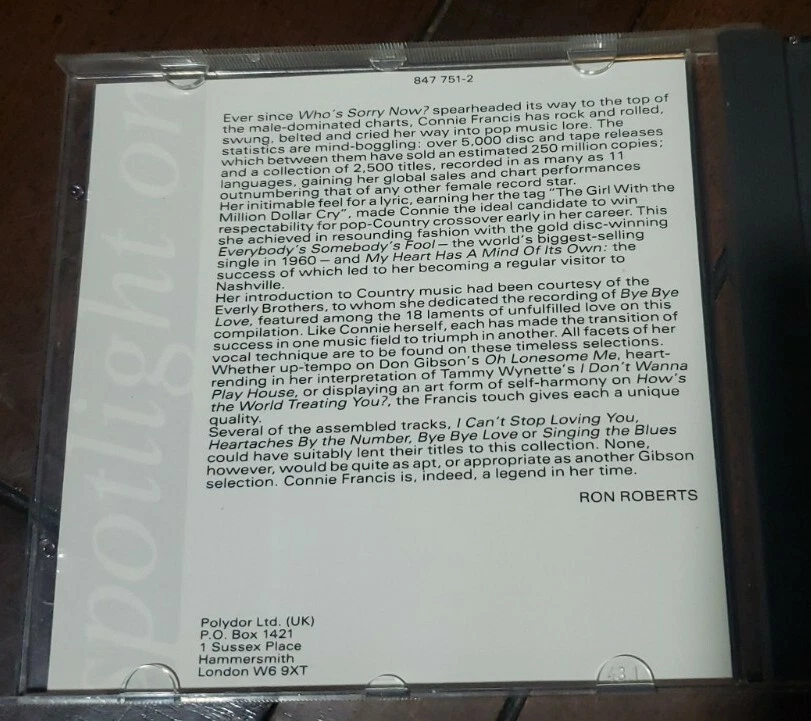 847 751-2
spotlight on
Ever since Who's Sorry Now? spearheaded its way to the top of
the male-dominated charts, Connie Francis has rock and rolled,
swung, belted and cried her way into pop music lore. The
statistics are mind-boggling: over 5,000 disc and tape releases
which between them have sold an estimated 250 million copies;
and a collection of 2,500 titles, recorded in as many as 11
languages, gaining her global sales and chart performances
outnumbering that of any other female record star.
Her initimable feel for a lyric, earning her the tag "The Girl With the
Million Dollar Cry", made Connie the ideal candidate to win
respectability for pop-Country crossover early in her career. This
she achieved in resounding fashion with the gold disc-winning
Everybody's Somebody's Fool – the world's biggest-selling
single in 1960 – and My Heart Has A Mind Of Its Own: the
success of which led to her becoming a regular visitor to
Nashville.
Her introduction to Country music had been courtesy of the
Everly Brothers, to whom she dedicated the recording of Bye Bye
Love, featured among the 18 laments of unfulfilled love on this
compilation. Like Connie herself, each has made the transition of
success in one music field to triumph in another. All facets of her
vocal technique are to be found on these timeless selections.
Whether up-tempo on Don Gibson's Oh Lonesome Me, heart-
rending in her interpretation of Tammy Wynette's I Don't Wanna
Play House, or displaying an art form of self-harmony on How's
the World Treating You?, the Francis touch gives each a unique
quality.
Several of the assembled tracks, I Can't Stop Loving You,
Heartaches By the Number, Bye Bye Love or Singing the Blues
could have suitably lent their titles to this collection. None,
however, would be quite as apt, or appropriate as another Gibson
selection. Connie Francis is, indeed, a legend in her time.
RON ROBERTS
Polydor Ltd. (UK)
P.O. Box 1421
1 Sussex Place
Hammersmith
London W6 9XT